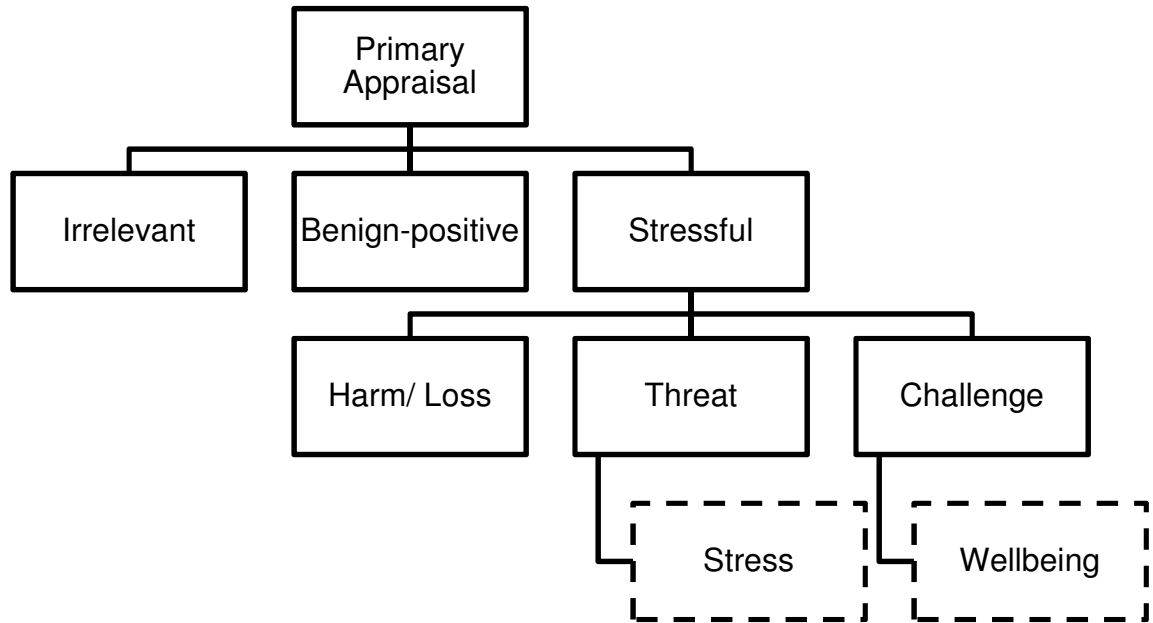 Primary
Appraisal
Irrelevant
Benign-positive
Stressful
Harm/ Loss
Threat
Challenge
Stress
Wellbeing